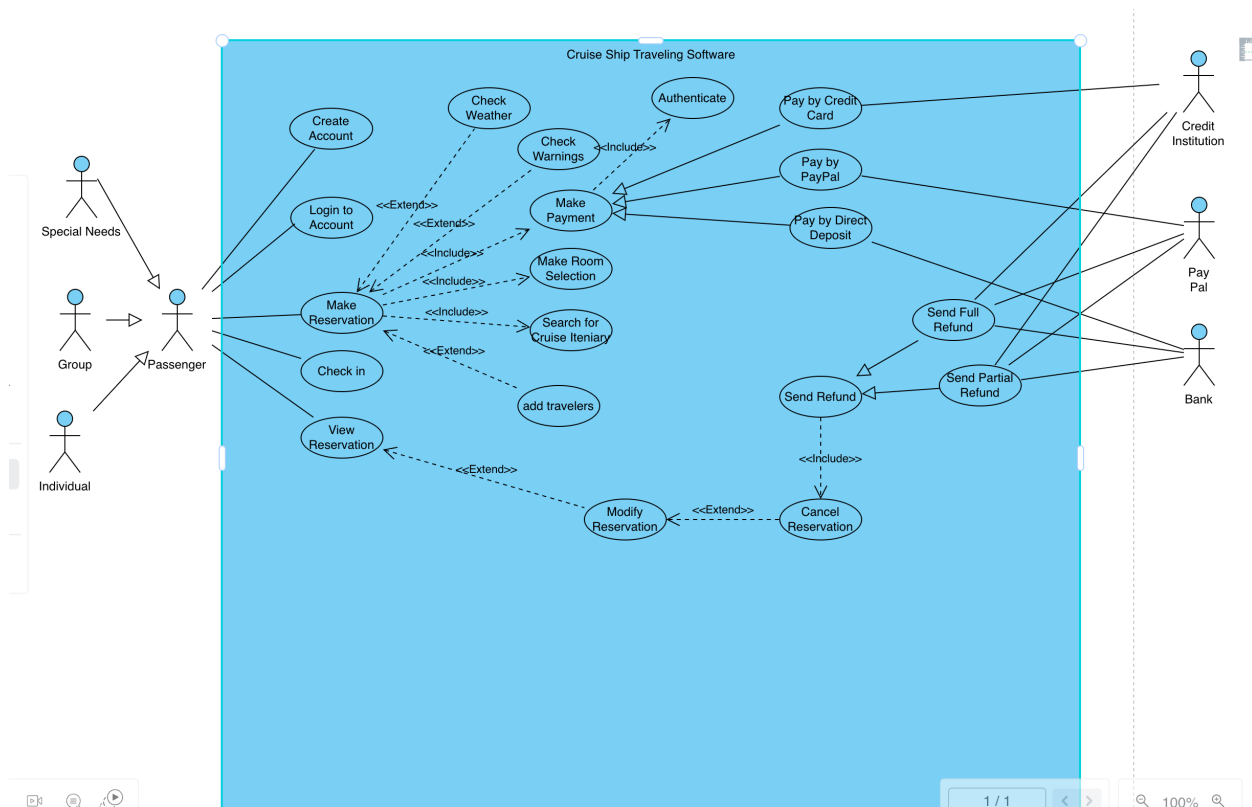 Cruise Ship Traveling Software
Check
Weather
Authenticate
Pay by Credit
Card
Create
Account
Check
Warnings
<<Include>>
Credit
Institution
Pay by
PayPal
Login to
Account
<<Extend>>
<<Extend>>
Make
Payment
Pay by Direct
Deposit
Special Needs
<<Include>>
Make Room
Selection
Pay
Pal
<<Include>>
Make
Reservation
<<Include>>
Search for
Cruise Iteniary
Send Full
Refund
Group
Passenger
<<Extend>>
Check in
Send Partial
Refund
Bank
add travelers
Send Refund
View
Reservation
<<Extend>>
<<Include>>
Individual
Modify
Reservation
<<Extend>>
Cancel
Reservation
1 / 1
100%